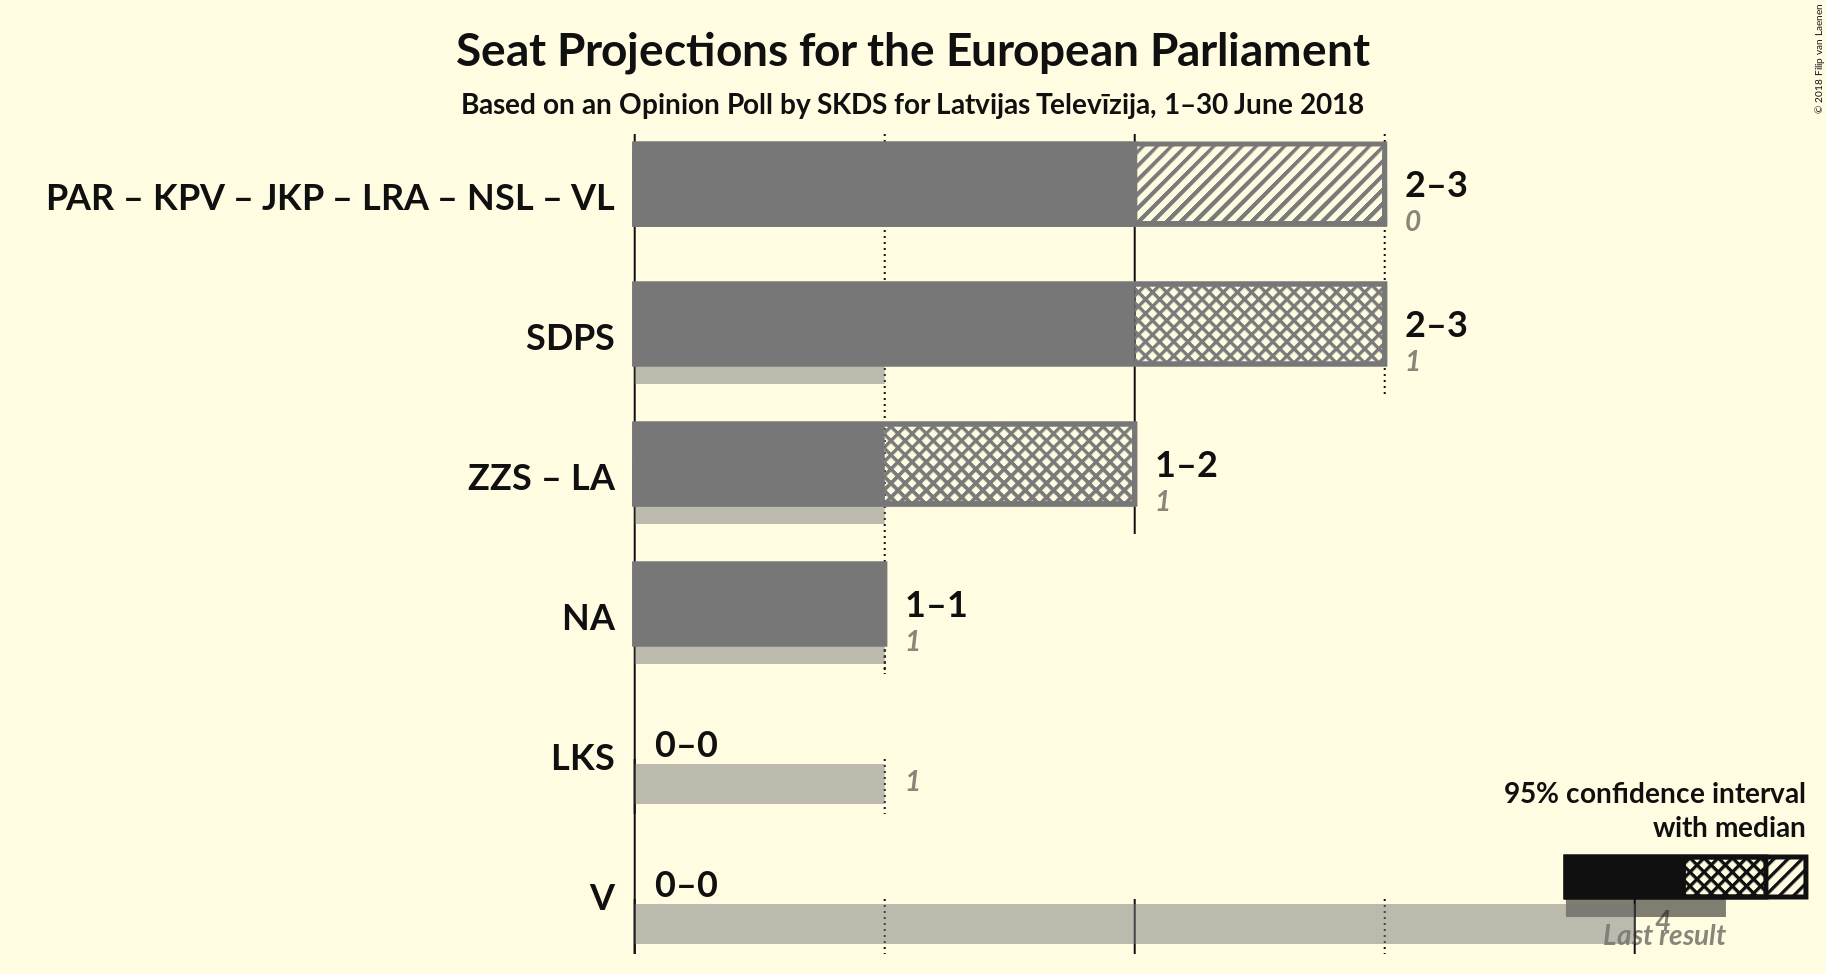 Seat Projections for the European Parliament
Based on an Opinion Poll by SKDS for Latvijas Televīzija, 1–30 June 2018
© 2018 Filip van Laenen
PAR – KPV – JKP – LRA – NSL – VL
2–3
0
SDPS
2–3
1
ZZS – LA
1–2
1
NA
1–1
1
LKS
0–0
1
V
0–0
4
95% confidence interval
with median
Last result